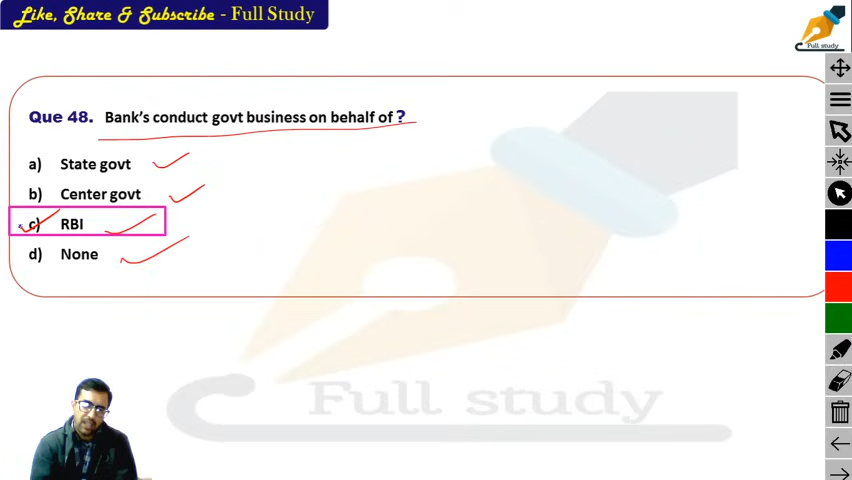 Like, Share & Subscribe - Full Study
Full study
Que 48. Bank's conduct govt business on behalf of ?
a) State govt
b) Center govt
c) RBI
d) None
Full study